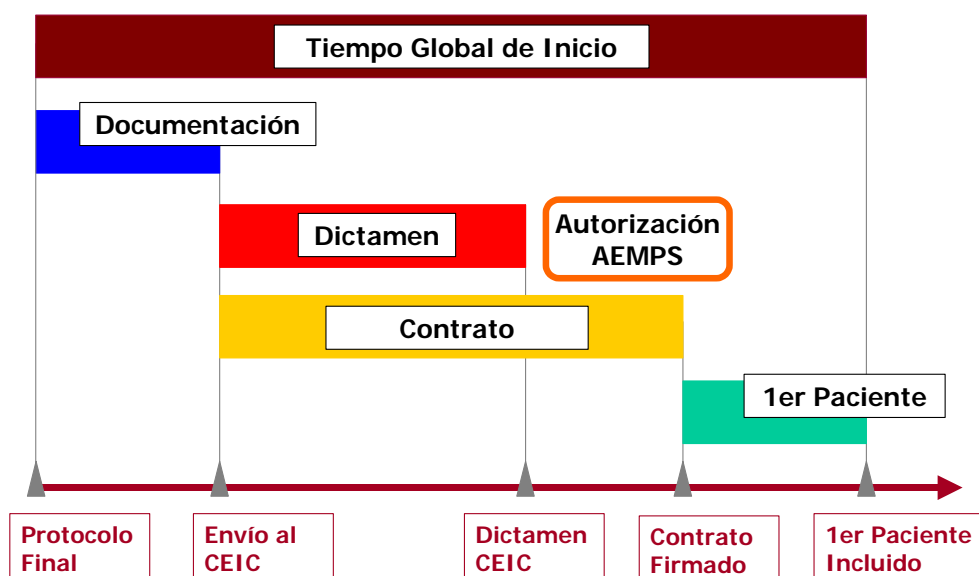 Tiempo Global de Inicio
Documentación
Dictamen
Autorización
AEMPS
Contrato
1er Paciente
Protocolo
Final
Envío al
CEIC
Dictamen
CEIC
Contrato
Firmado
1er Paciente
Incluido